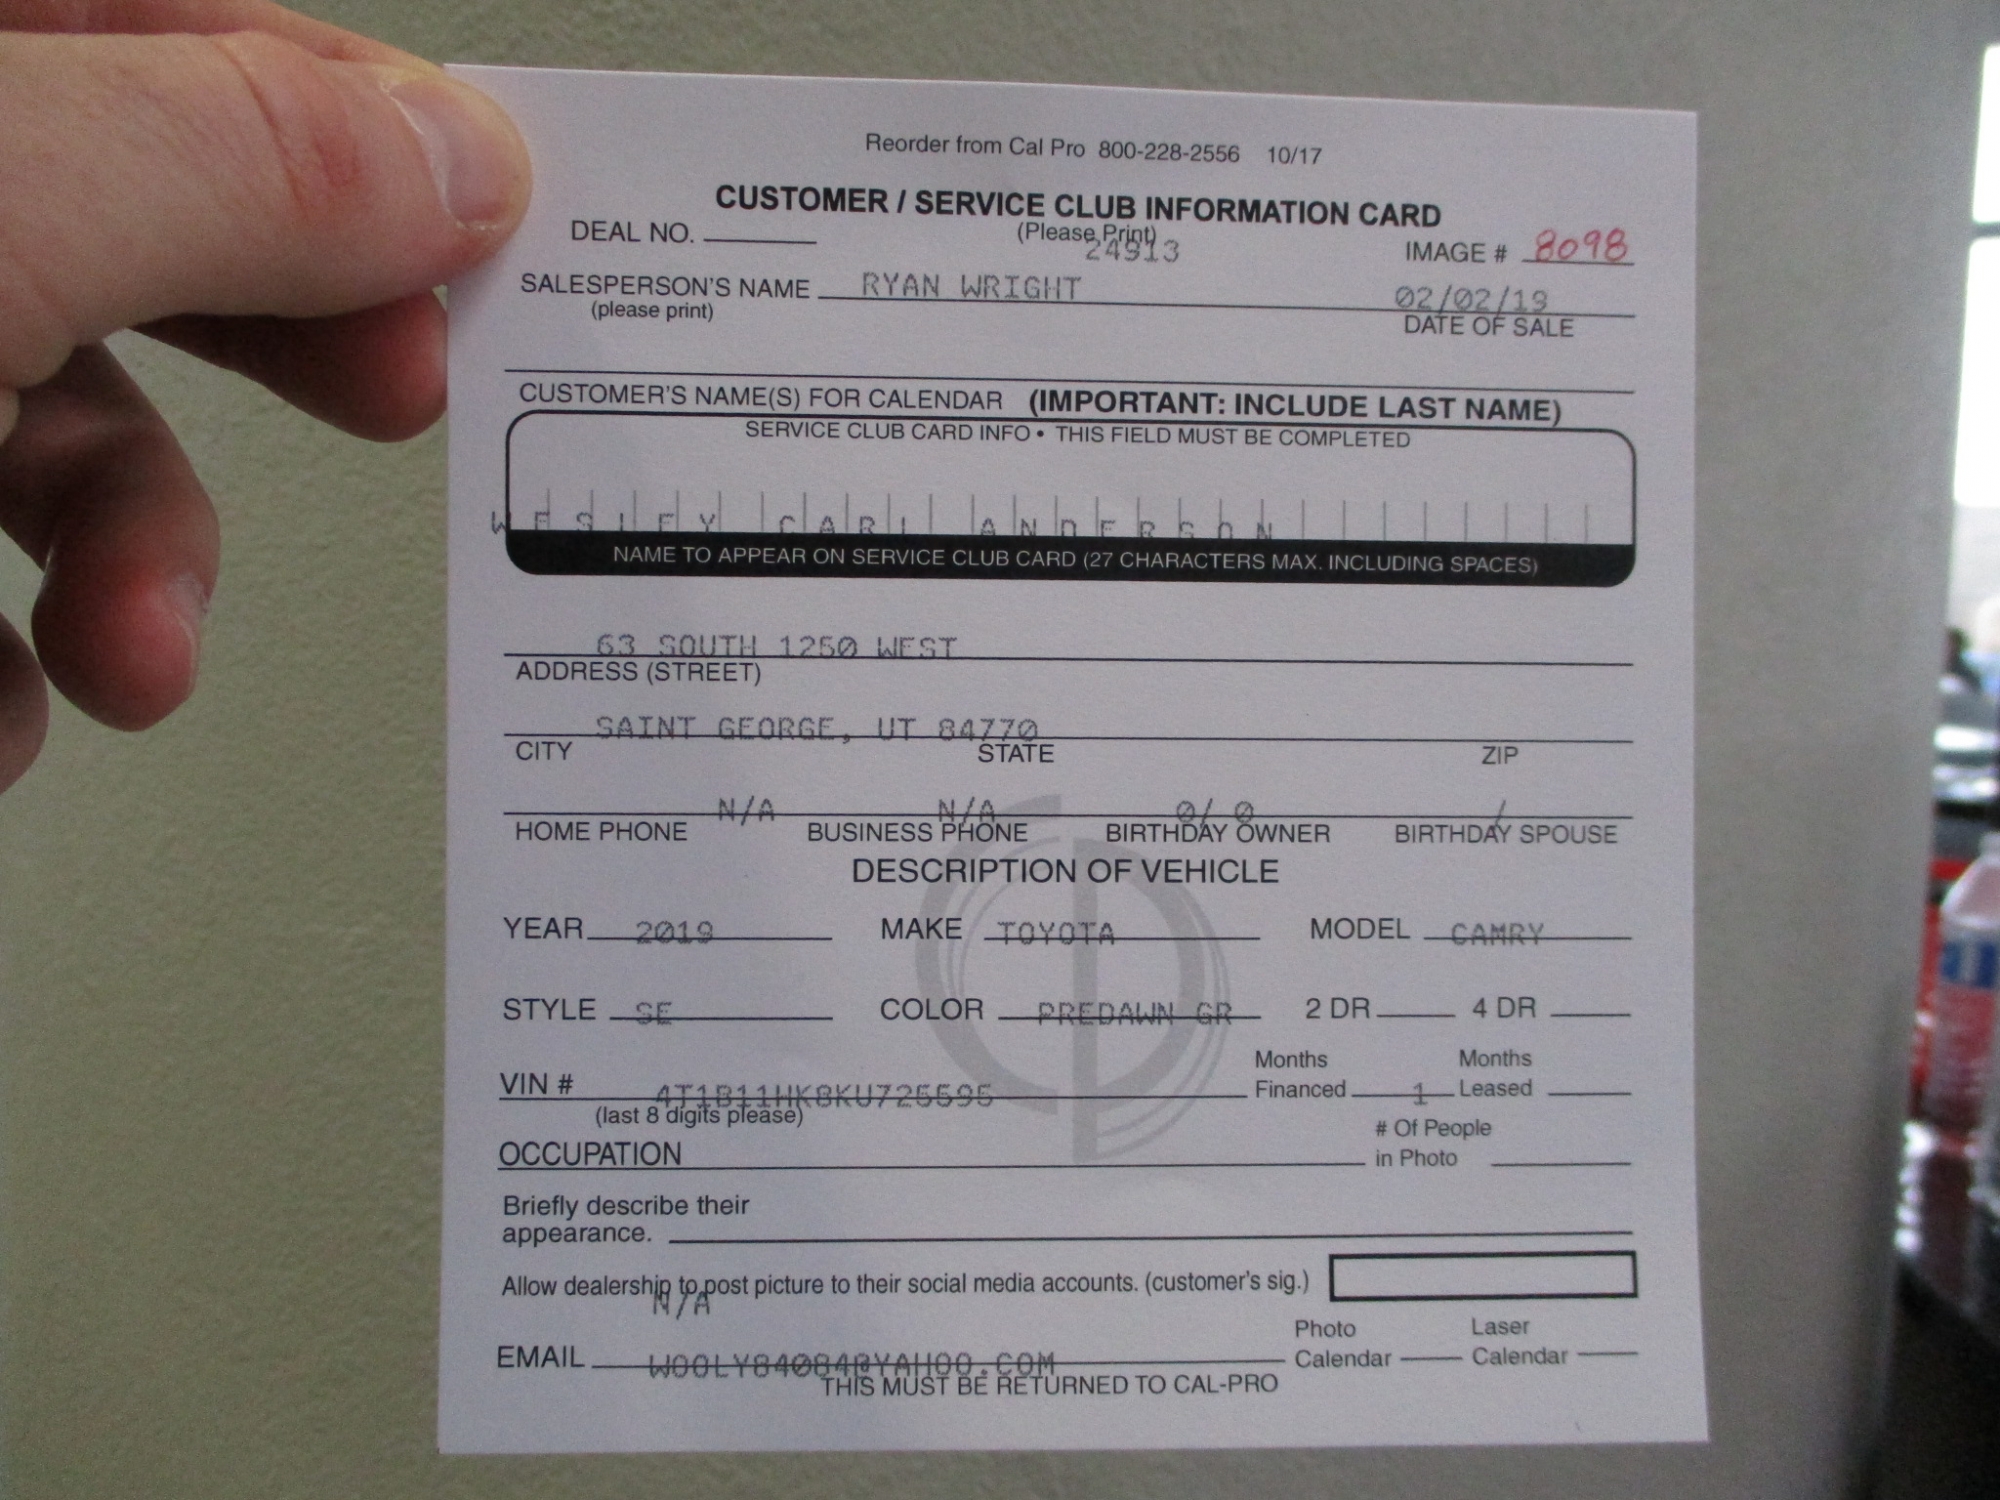 Reorder from Cal Pro 800-228-2556 10/17
CUSTOMER / SERVICE CLUB INFORMATION CARD
DEAL NO. (Please Print)
24913 IMAGE # 8098
SALESPERSON'S NAME RYAN WRIGHT 02/02/19
(please print) DATE OF SALE
CUSTOMER'S NAME(S) FOR CALENDAR (IMPORTANT: INCLUDE LAST NAME)
SERVICE CLUB CARD INFO • THIS FIELD MUST BE COMPLETED
WESLEY CARL ANDERSON
NAME TO APPEAR ON SERVICE CLUB CARD (27 CHARACTERS MAX. INCLUDING SPACES)
63 SOUTH 1250 WEST
ADDRESS (STREET)
SAINT GEORGE, UT 84770
CITY STATE ZIP
N/A N/A 0/ 0 /
HOME PHONE BUSINESS PHONE BIRTHDAY OWNER BIRTHDAY SPOUSE
DESCRIPTION OF VEHICLE
YEAR 2019 MAKE TOYOTA MODEL CAMRY
STYLE SE COLOR PREDAWN GR 2 DR 4 DR
Months Months
VIN # 4T1B11HK8KU725595 Financed 1 Leased
(last 8 digits please)
# Of People
OCCUPATION in Photo
Briefly describe their
appearance.
Allow dealership to post picture to their social media accounts. (customer's sig.)
N/A
Photo Laser
EMAIL WOOLY84084@YAHOO.COM Calendar Calendar
THIS MUST BE RETURNED TO CAL-PRO